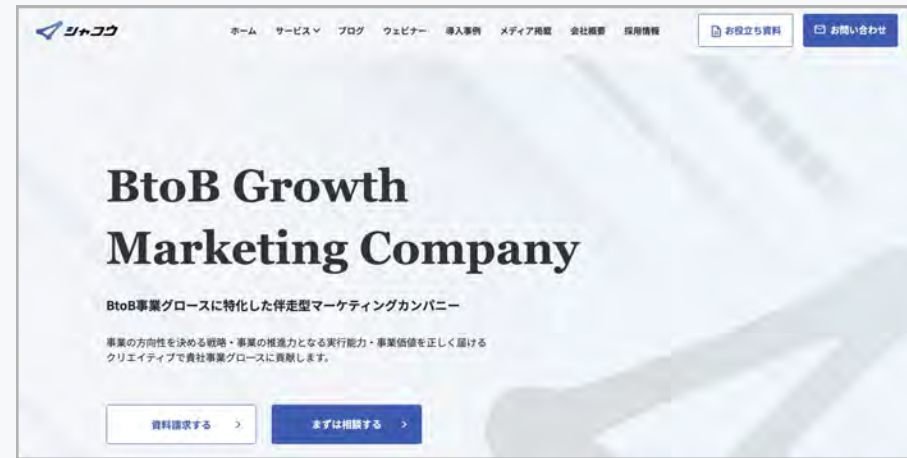 シャコウ
ホーム サービス ブログ ウェビナー 導入事例 メディア掲載 会社概要 採用情報 お役立ち資料 お問い合わせ
BtoB Growth
Marketing Company
BtoB事業グロースに特化した伴走型マーケティングカンパニー
事業の方向性を決める戦略・事業の推進力となる実行能力・事業価値を正しく届ける
クリエイティブで貴社事業グロースに貢献します。
資料請求する まずは相談する